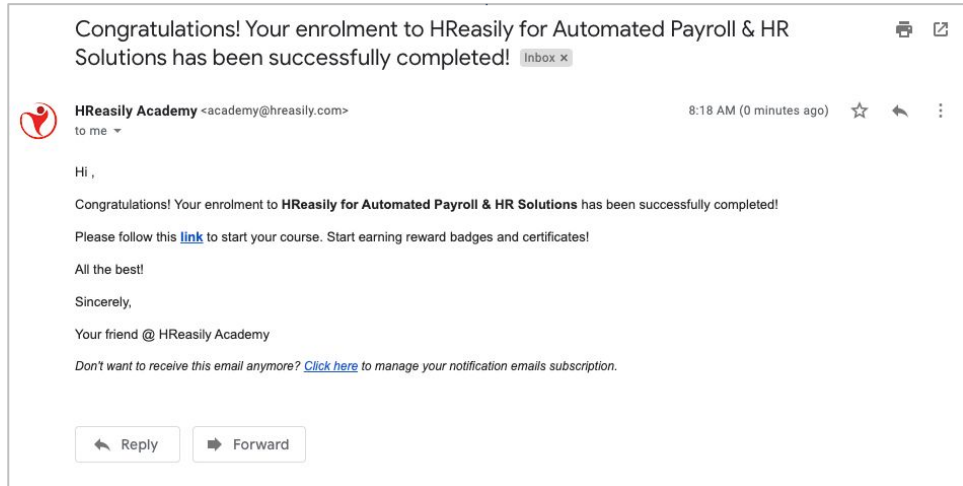 Congratulations! Your enrolment to HReasily for Automated Payroll & HR
Solutions has been successfully completed! Inbox x
HReasily Academy <academy@hreasily.com> 8:18 AM (0 minutes ago)
to me
Hi ,
Congratulations! Your enrolment to HReasily for Automated Payroll & HR Solutions has been successfully completed!
Please follow this link to start your course. Start earning reward badges and certificates!
All the best!
Sincerely,
Your friend @ HReasily Academy
Don't want to receive this email anymore? Click here to manage your notification emails subscription.
Reply Forward